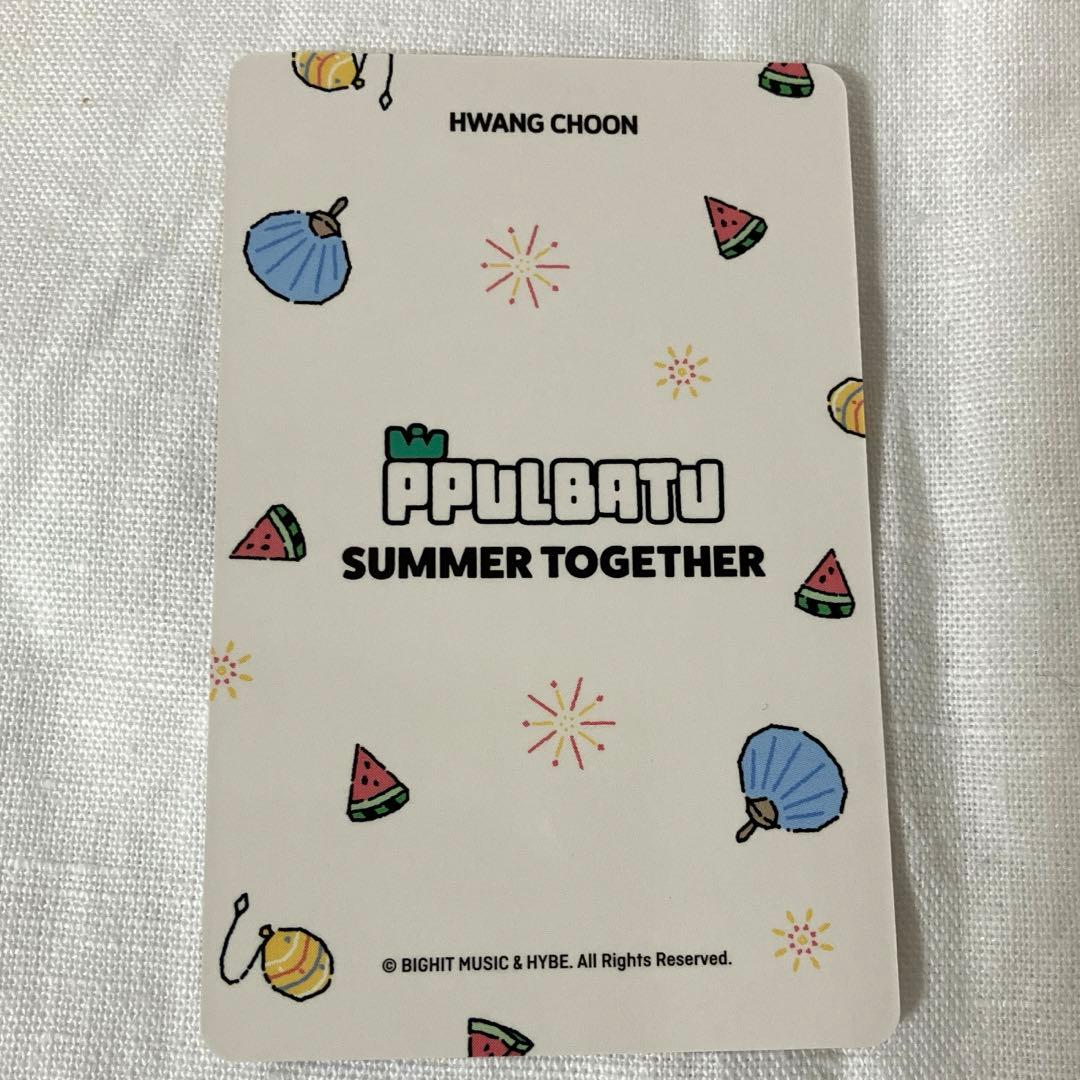 HWANG CHOON
PPULBATU
SUMMER TOGETHER
© BIGHIT MUSIC & HYBE. All Rights Reserved.